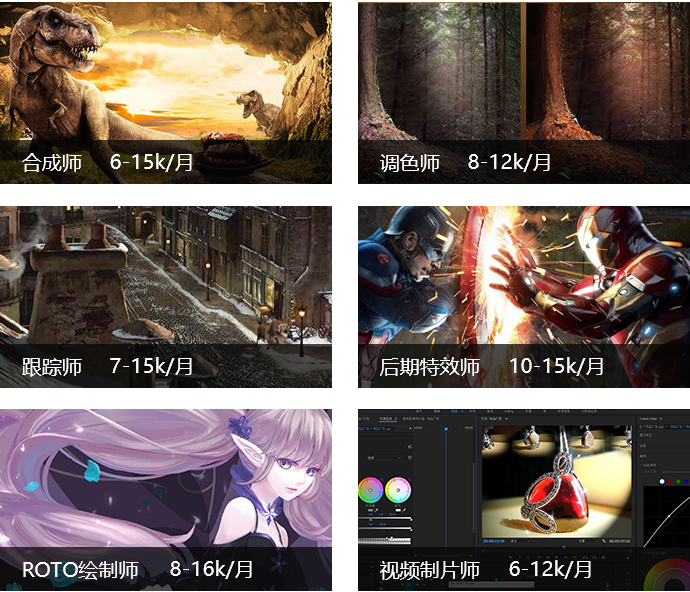 合成师 6-15k/月
调色师 8-12k/月
跟踪师 7-15k/月
后期特效师 10-15k/月
ROTO绘制师 8-16k/月
视频制片师 6-12k/月